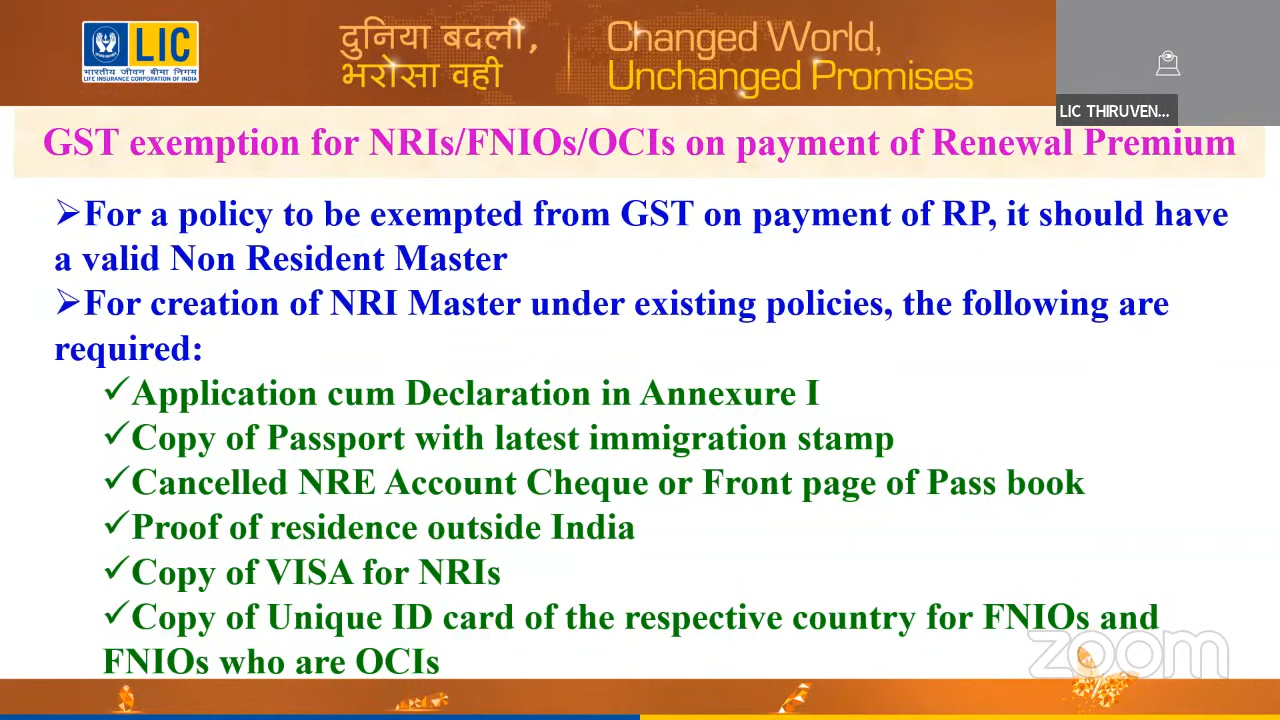 LIC
भारतीय जीवन बीमा निगम
LIFE INSURANCE CORPORATION OF INDIA
दुनिया बदली,
भरोसा वही
Changed World,
Unchanged Promises
LIC THIRUVEN...
GST exemption for NRIs/FNIOs/OCIs on payment of Renewal Premium
➢For a policy to be exempted from GST on payment of RP, it should have
a valid Non Resident Master
➢For creation of NRI Master under existing policies, the following are
required:
✓Application cum Declaration in Annexure I
✓Copy of Passport with latest immigration stamp
✓Cancelled NRE Account Cheque or Front page of Pass book
✓Proof of residence outside India
✓Copy of VISA for NRIs
✓Copy of Unique ID card of the respective country for FNIOs and
FNIOs who are OCIs
zoom